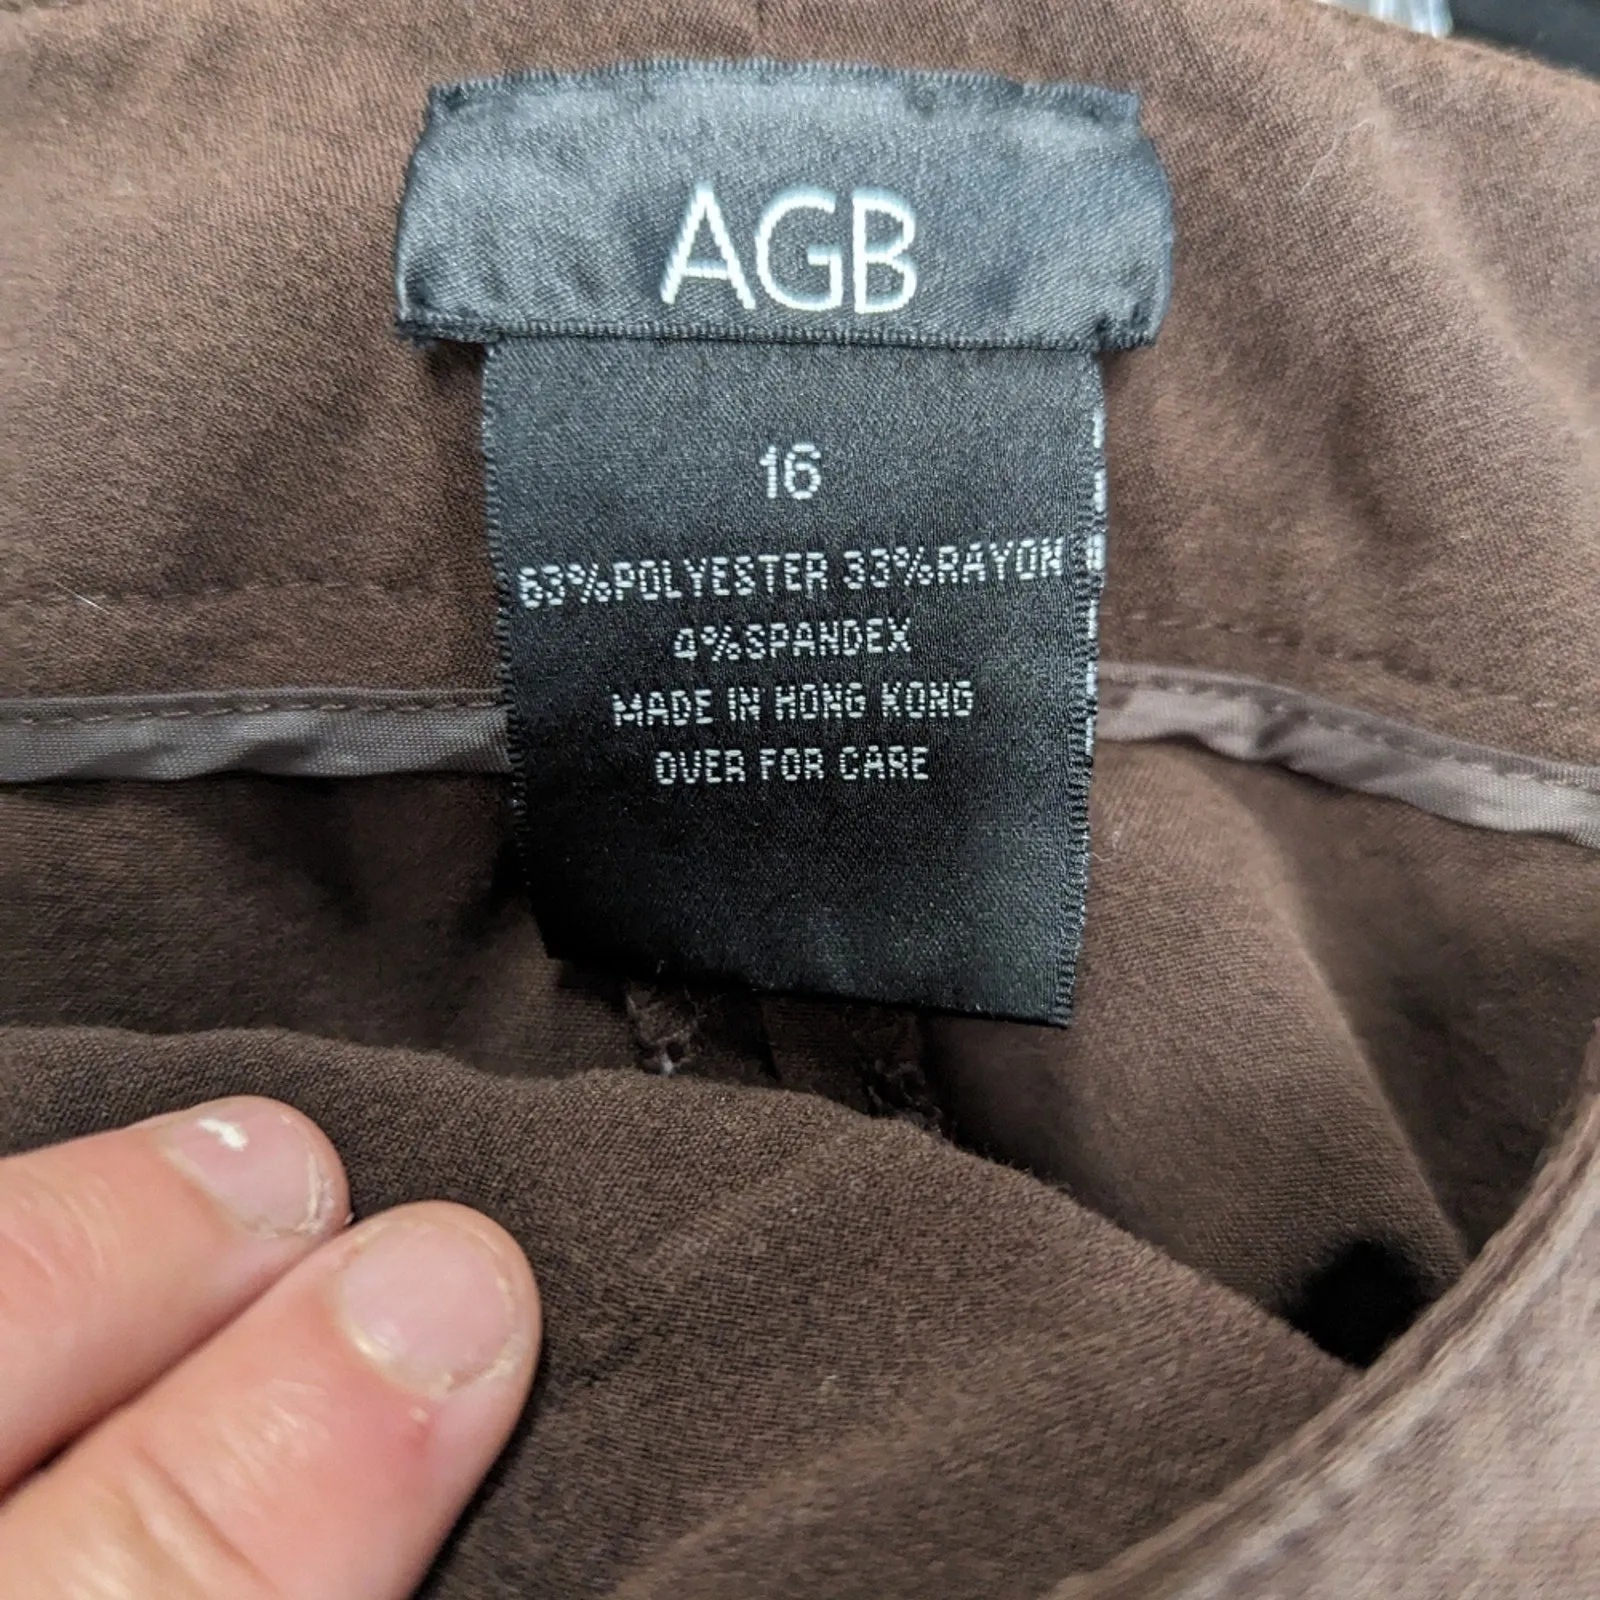 AGB
16
63%POLYESTER 33%RAYON
4%SPANDEX
MADE IN HONG KONG
OVER FOR CARE